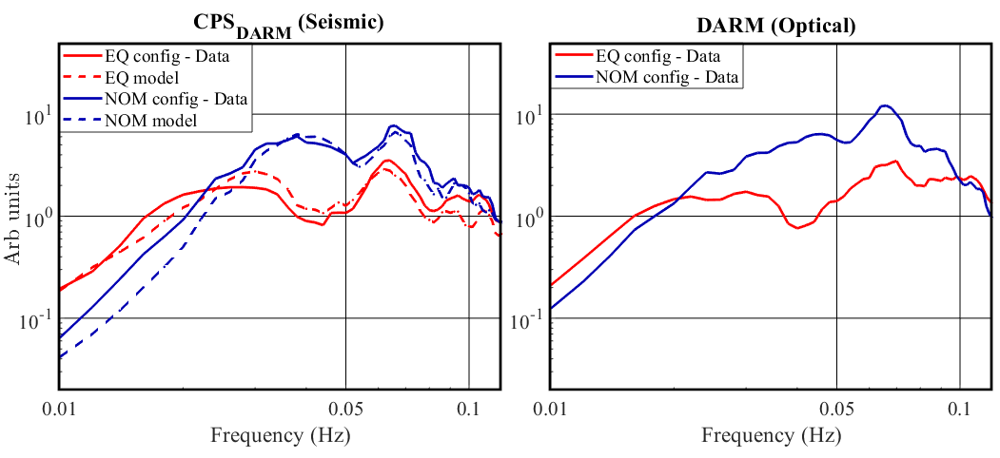 CPS_DARM (Seismic)
EQ config - Data
EQ model
NOM config - Data
NOM model
10^1
10^0
10^-1
Arb units
0.01
0.05
0.1
Frequency (Hz)
DARM (Optical)
EQ config - Data
NOM config - Data
10^1
10^0
10^-1
0.01
0.05
0.1
Frequency (Hz)